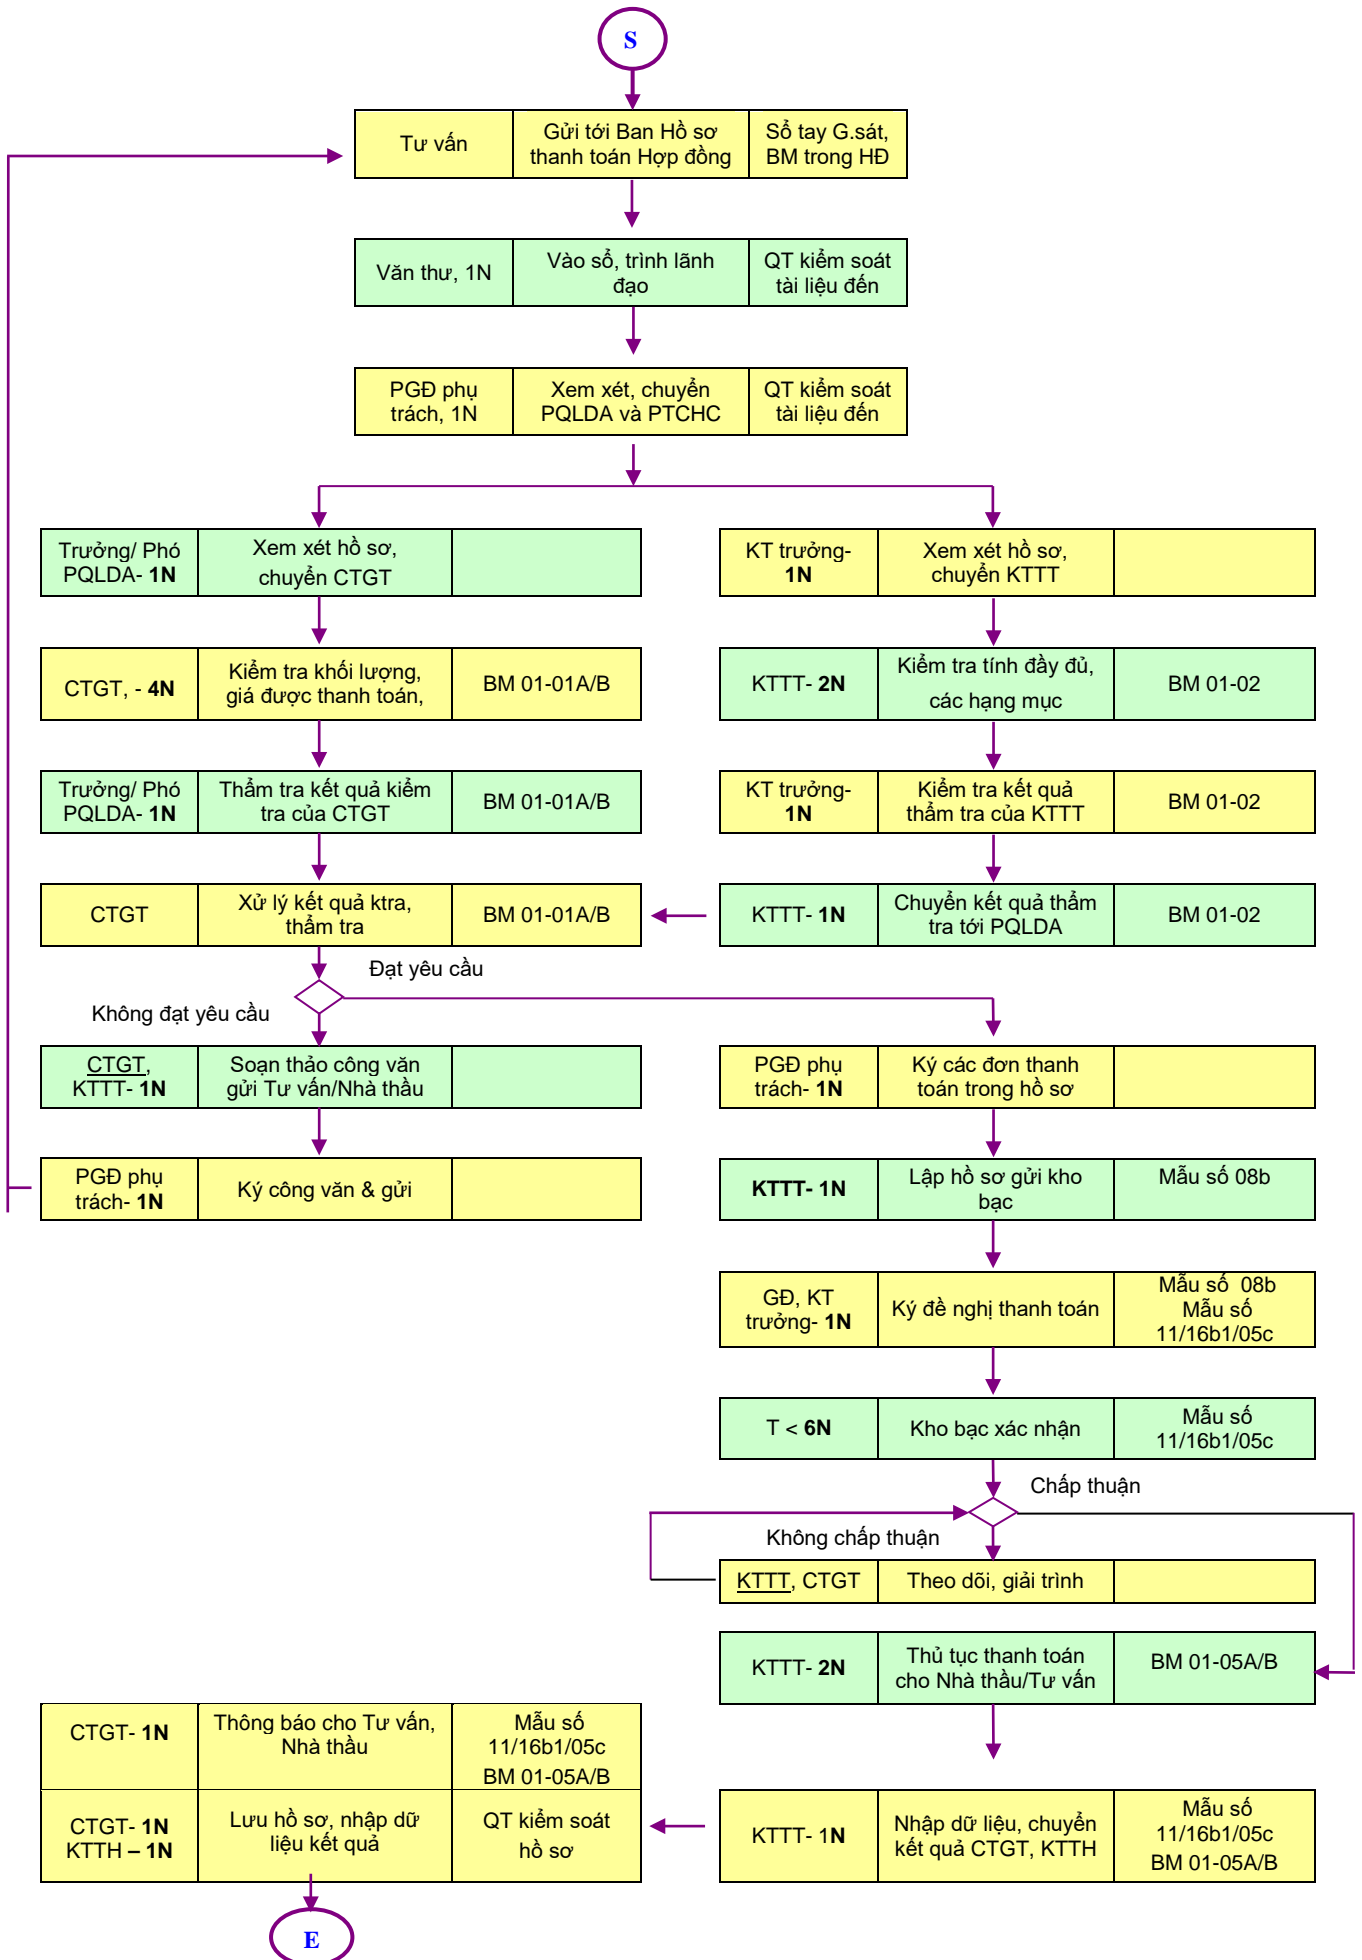 S
Tư vấn
Gửi tới Ban Hồ sơ
thanh toán Hợp đồng
Sổ tay G.sát,
BM trong HĐ
Văn thư, 1N
Vào sổ, trình lãnh
đạo
QT kiểm soát
tài liệu đến
PGĐ phụ
trách, 1N
Xem xét, chuyển
PQLDA và PTCHC
QT kiểm soát
tài liệu đến
Trưởng/ Phó
PQLDA- 1N
Xem xét hồ sơ,
chuyển CTGT
KT trưởng-
1N
Xem xét hồ sơ,
chuyển KTTT
CTGT, - 4N
Kiểm tra khối lượng,
giá được thanh toán,
BM 01-01A/B
KTTT- 2N
Kiểm tra tính đầy đủ,
các hạng mục
BM 01-02
Trưởng/ Phó
PQLDA- 1N
Thẩm tra kết quả kiểm
tra của CTGT
BM 01-01A/B
KT trưởng-
1N
Kiểm tra kết quả
thẩm tra của KTTT
BM 01-02
CTGT
Xử lý kết quả ktra,
thẩm tra
BM 01-01A/B
KTTT- 1N
Chuyển kết quả thẩm
tra tới PQLDA
BM 01-02
Đạt yêu cầu
Không đạt yêu cầu
CTGT,
KTTT- 1N
Soạn thảo công văn
gửi Tư vấn/Nhà thầu
PGĐ phụ
trách- 1N
Ký các đơn thanh
toán trong hồ sơ
PGĐ phụ
trách- 1N
Ký công văn & gửi
KTTT- 1N
Lập hồ sơ gửi kho
bạc
Mẫu số 08b
GĐ, KT
trưởng- 1N
Ký đề nghị thanh toán
Mẫu số 08b
Mẫu số
11/16b1/05c
T < 6N
Kho bạc xác nhận
Mẫu số
11/16b1/05c
Chấp thuận
Không chấp thuận
KTTT, CTGT
Theo dõi, giải trình
KTTT- 2N
Thủ tục thanh toán
cho Nhà thầu/Tư vấn
BM 01-05A/B
CTGT- 1N
Thông báo cho Tư vấn,
Nhà thầu
Mẫu số
11/16b1/05c
BM 01-05A/B
CTGT- 1N
KTTH – 1N
Lưu hồ sơ, nhập dữ
liệu kết quả
QT kiểm soát
hồ sơ
KTTT- 1N
Nhập dữ liệu, chuyển
kết quả CTGT, KTTH
Mẫu số
11/16b1/05c
BM 01-05A/B
E